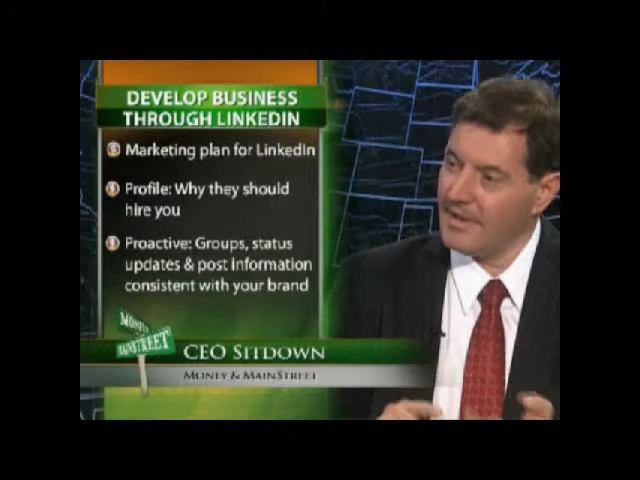 DEVELOP BUSINESS
THROUGH LINKEDIN
Marketing plan for LinkedIn
Profile: Why they should
hire you
Proactive: Groups, status
updates & post information
consistent with your brand
MONEY &
MAINSTREET
CEO SITDOWN
MONEY & MAINSTREET